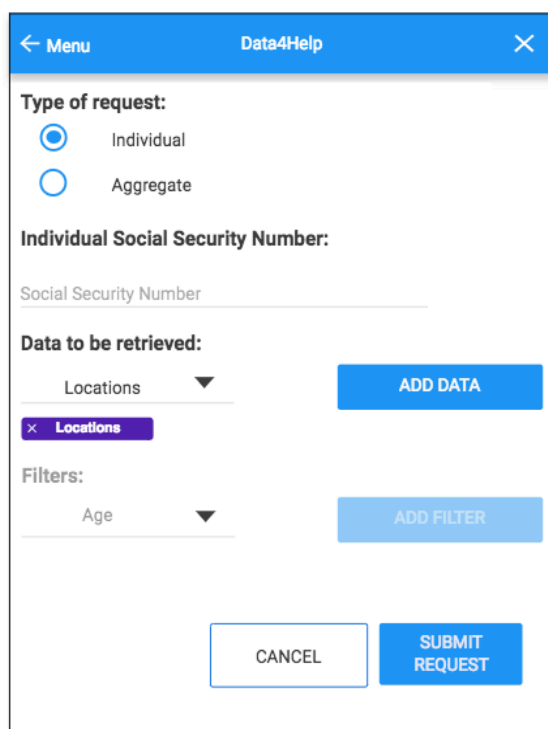 ← Menu Data4Help ×
Type of request:
Individual
Aggregate
Individual Social Security Number:
Social Security Number
Data to be retrieved:
Locations ADD DATA
× Locations
Filters:
Age ADD FILTER
CANCEL SUBMIT
REQUEST